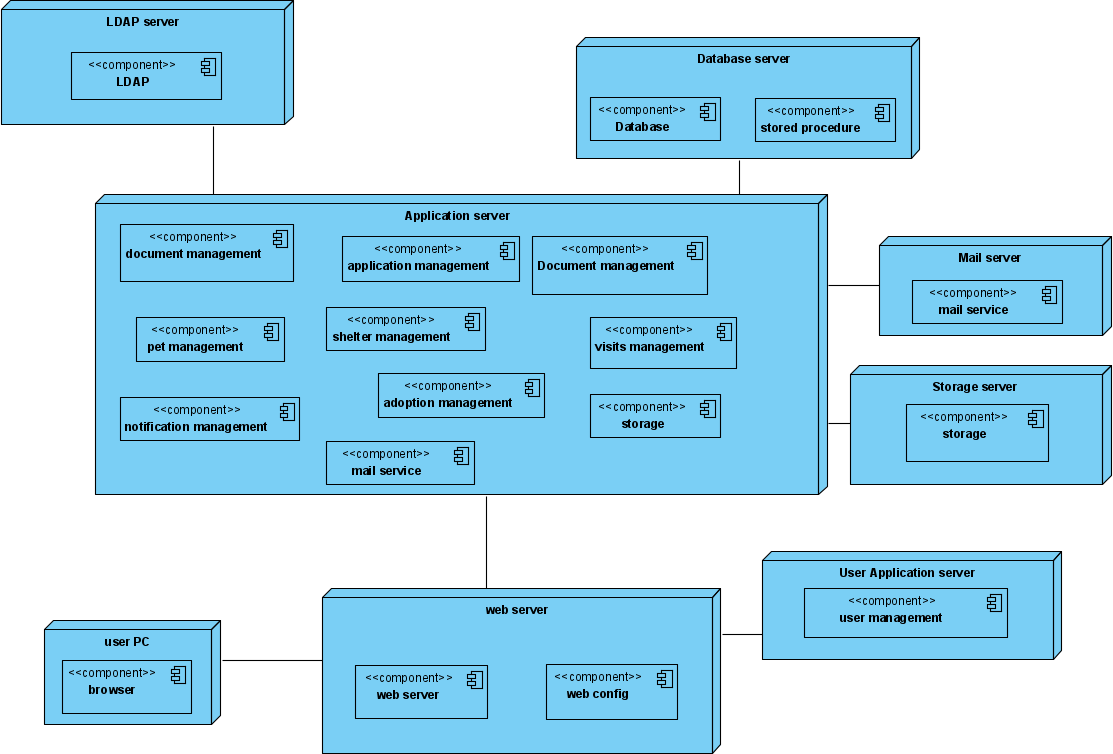 LDAP server
<<component>>
LDAP
Database server
<<component>>
Database
<<component>>
stored procedure
Application server
<<component>>
document management
<<component>>
application management
<<component>>
Document management
<<component>>
pet management
<<component>>
shelter management
<<component>>
visits management
<<component>>
notification management
<<component>>
adoption management
<<component>>
storage
<<component>>
mail service
Mail server
<<component>>
mail service
Storage server
<<component>>
storage
User Application server
<<component>>
user management
web server
<<component>>
web server
<<component>>
web config
user PC
<<component>>
browser